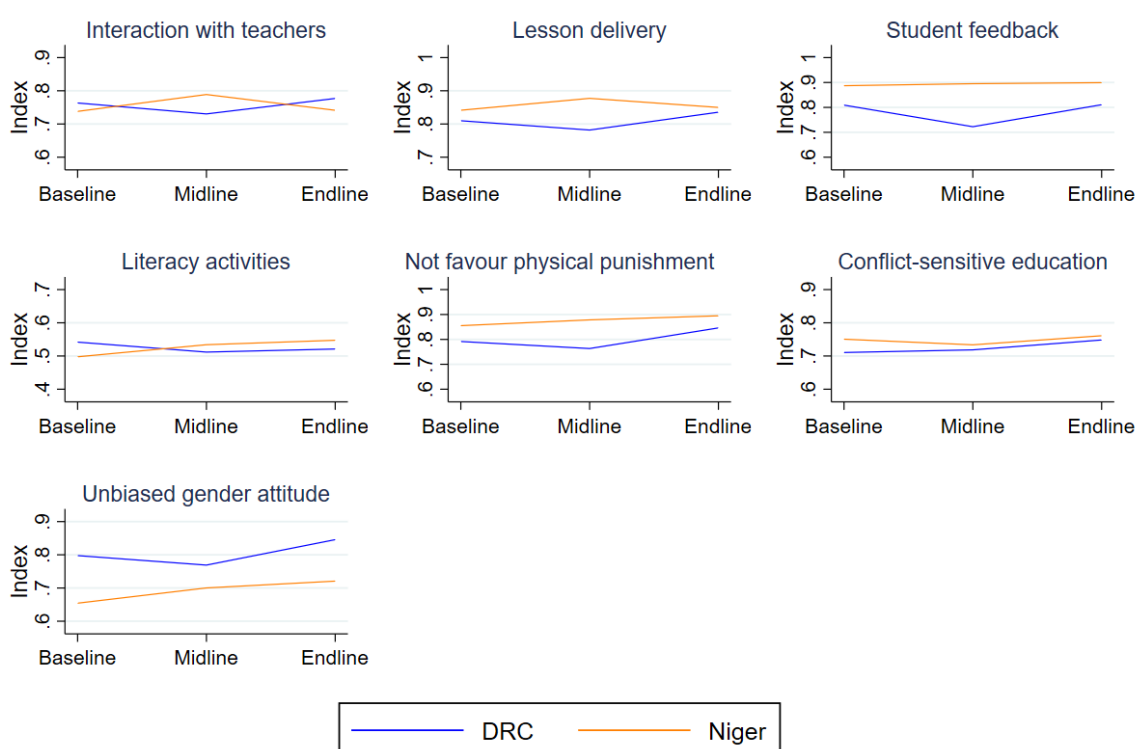 Interaction with teachers
Index
.9
.8
.7
.6
Baseline Midline Endline
Lesson delivery
Index
1
.9
.8
.7
Baseline Midline Endline
Student feedback
Index
1
.9
.8
.7
.6
Baseline Midline Endline
Literacy activities
Index
.7
.6
.5
.4
Baseline Midline Endline
Not favour physical punishment
Index
1
.9
.8
.7
.6
Baseline Midline Endline
Conflict-sensitive education
Index
.9
.8
.7
.6
Baseline Midline Endline
Unbiased gender attitude
Index
.9
.8
.7
.6
Baseline Midline Endline
DRC Niger